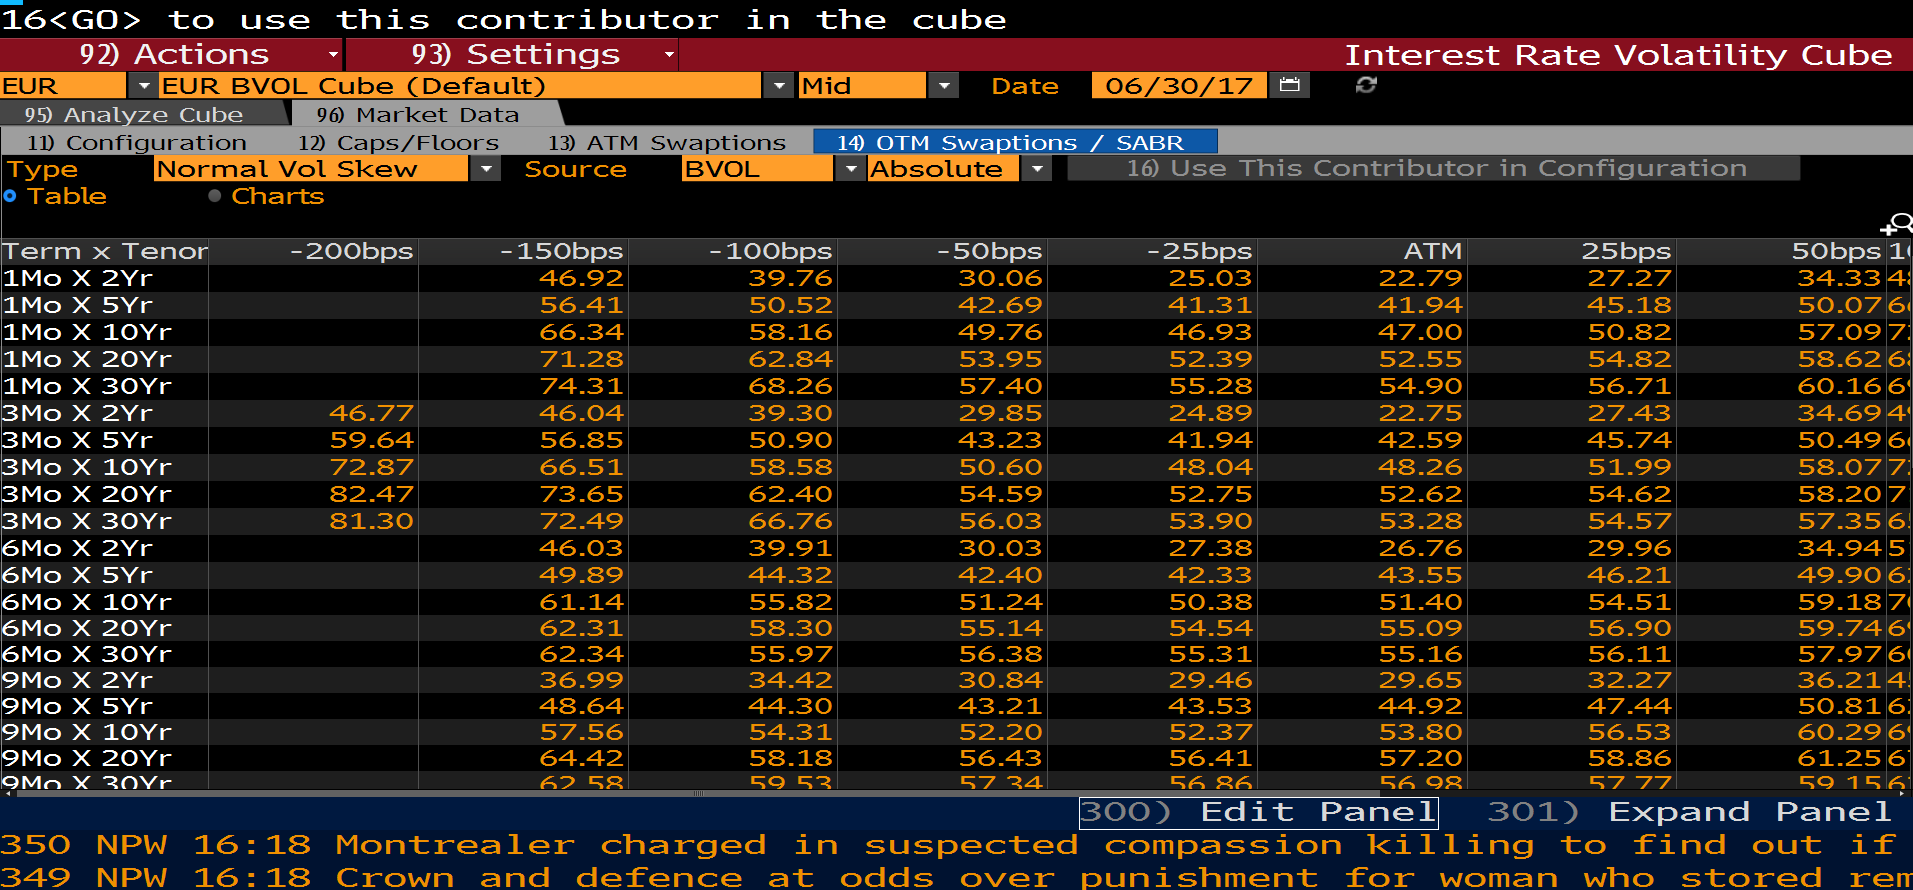 16<GO> to use this contributor in the cube
92) Actions 93) Settings Interest Rate Volatility Cube
EUR EUR BVOL Cube (Default) Mid Date 06/30/17
95) Analyze Cube 96) Market Data
11) Configuration 12) Caps/Floors 13) ATM Swaptions 14) OTM Swaptions / SABR
Type Normal Vol Skew Source BVOL Absolute 16) Use This Contributor in Configuration
Table Charts
Term x Tenor -200bps -150bps -100bps -50bps -25bps ATM 25bps 50bps
1Mo X 2Yr 46.92 39.76 30.06 25.03 22.79 27.27 34.33
1Mo X 5Yr 56.41 50.52 42.69 41.31 41.94 45.18 50.07
1Mo X 10Yr 66.34 58.16 49.76 46.93 47.00 50.82 57.09
1Mo X 20Yr 71.28 62.84 53.95 52.39 52.55 54.82 58.62
1Mo X 30Yr 74.31 68.26 57.40 55.28 54.90 56.71 60.16
3Mo X 2Yr 46.77 46.04 39.30 29.85 24.89 22.75 27.43 34.69
3Mo X 5Yr 59.64 56.85 50.90 43.23 41.94 42.59 45.74 50.49
3Mo X 10Yr 72.87 66.51 58.58 50.60 48.04 48.26 51.99 58.07
3Mo X 20Yr 82.47 73.65 62.40 54.59 52.75 52.62 54.62 58.20
3Mo X 30Yr 81.30 72.49 66.76 56.03 53.90 53.28 54.57 57.35
6Mo X 2Yr 46.03 39.91 30.03 27.38 26.76 29.96 34.94
6Mo X 5Yr 49.89 44.32 42.40 42.33 43.55 46.21 49.90
6Mo X 10Yr 61.14 55.82 51.24 50.38 51.40 54.51 59.18
6Mo X 20Yr 62.31 58.30 55.14 54.54 55.09 56.90 59.74
6Mo X 30Yr 62.34 55.97 56.38 55.31 55.16 56.11 57.97
9Mo X 2Yr 36.99 34.42 30.84 29.46 29.65 32.27 36.21
9Mo X 5Yr 48.64 44.30 43.21 43.53 44.92 47.44 50.81
9Mo X 10Yr 57.56 54.31 52.20 52.37 53.80 56.53 60.29
9Mo X 20Yr 64.42 58.18 56.43 56.41 57.20 58.86 61.25
9Mo X 30Yr 62.58 59.53 57.34 56.86 56.98 57.77 59.15
300) Edit Panel 301) Expand Panel
350 NPW 16:18 Montrealer charged in suspected compassion killing to find out if
349 NPW 16:18 Crown and defence at odds over punishment for woman who stored rem